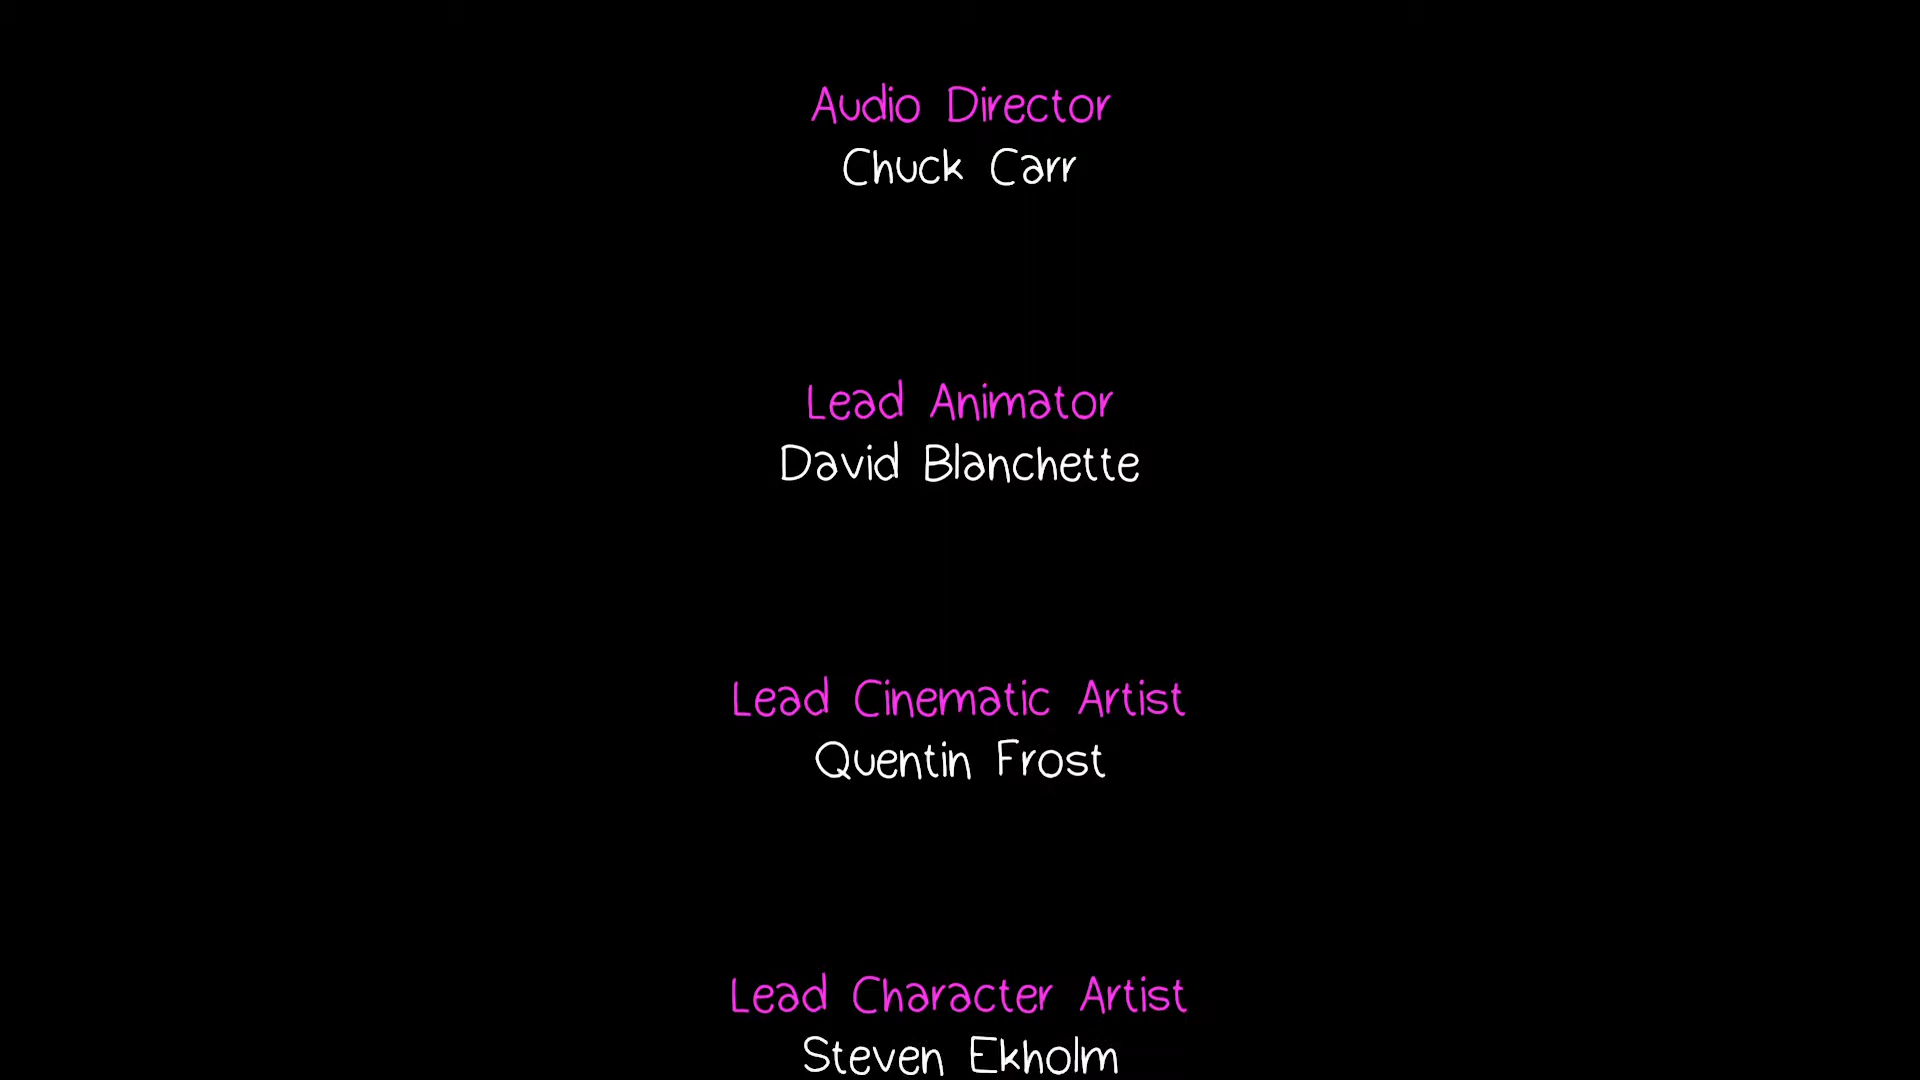 Audio Director
Chuck Carr
Lead Animator
David Blanchette
Lead Cinematic Artist
Quentin Frost
Lead Character Artist
Steven Ekholm